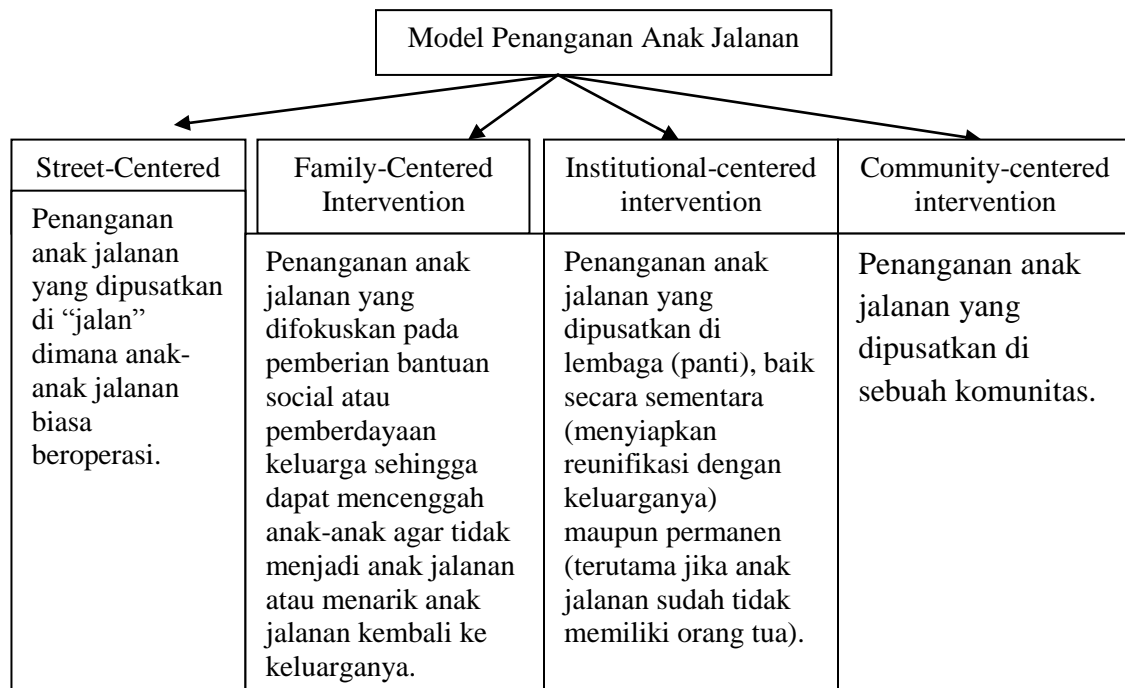 Model Penanganan Anak Jalanan
Street-Centered
Penanganan
anak jalanan
yang dipusatkan
di “jalan”
dimana anak-
anak jalanan
biasa
beroperasi.
Family-Centered
Intervention
Penanganan anak
jalanan yang
difokuskan pada
pemberian bantuan
social atau
pemberdayaan
keluarga sehingga
dapat mencenggah
anak-anak agar tidak
menjadi anak jalanan
atau menarik anak
jalanan kembali ke
keluarganya.
Institutional-centered
intervention
Penanganan anak
jalanan yang
dipusatkan di
lembaga (panti), baik
secara sementara
(menyiapkan
reunifikasi dengan
keluarganya)
maupun permanen
(terutama jika anak
jalanan sudah tidak
memiliki orang tua).
Community-centered
intervention
Penanganan anak
jalanan yang
dipusatkan di
sebuah komunitas.